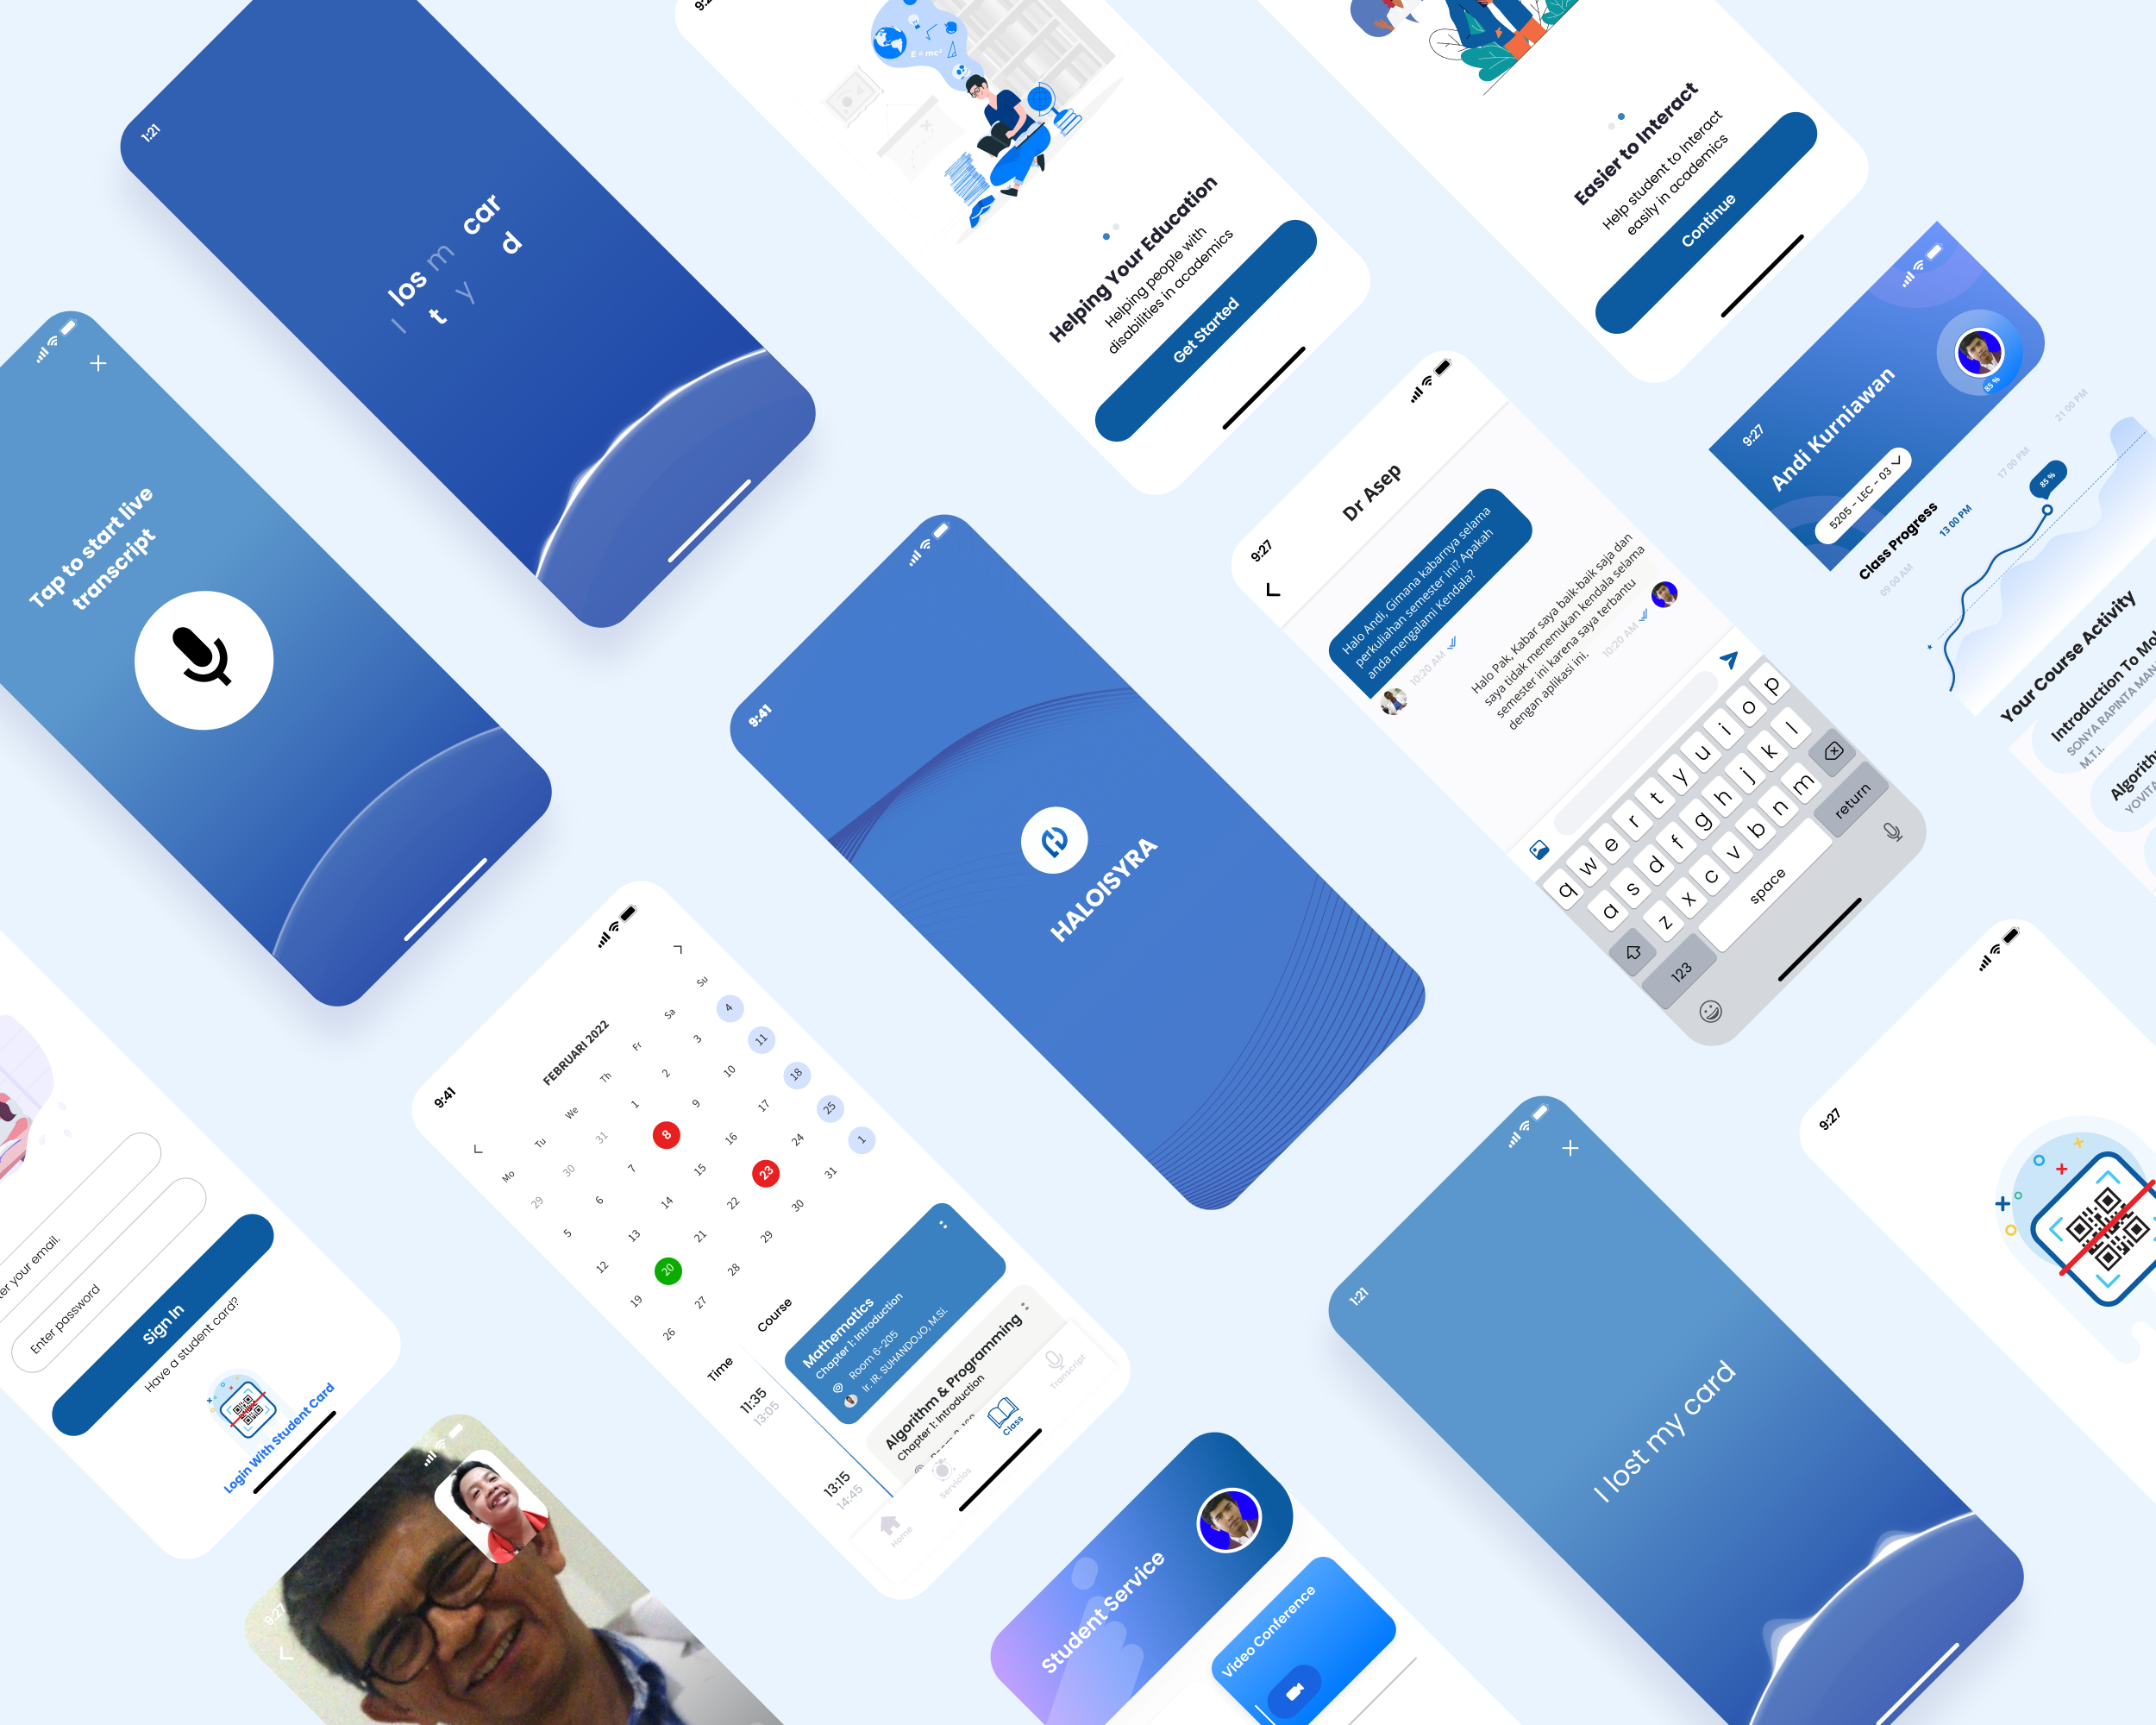 1:21
I los
t m
y car
d
9:2
E = mc²
Helping Your Education
Helping people with
disabilities in academics
Get Started
Easier to Interact
Help student to Interact
easily in academics
Continue
9:27
Andi Kurniawan
85 %
5205 - LEC - 03
Class Progress
09 00 AM
13 00 PM
17 00 PM
21 00 PM
85 %
Your Course Activity
Introduction To Mo
SONYA RAPINTA MAN
M.T.I.
Algorith
YOVITA
Tap to start live
transcript
9:41
HALOISYRA
9:27
Dr Asep
Halo Andi, Gimana kabarnya selama
perkuliahan semester ini? Apakah
anda mengalami Kendala?
10:20 AM
Halo Pak, Kabar saya baik-baik saja dan
saya tidak menemukan kendala selama
semester ini karena saya terbantu
dengan aplikasi ini.
10:20 AM
q w e r t y u i o p
a s d f g h j k l
z x c v b n m
123 space return
er your email.
Enter password
Sign In
Have a student card?
Login With Student Card
9:41
FEBRUARI 2022
Mo Tu We Th Fr Sa Su
29 30 31 1 2 3 4
5 6 7 8 9 10 11
12 13 14 15 16 17 18
19 20 21 22 23 24 25
26 27 28 29 30 31 1
Time Course
11:35
13:05
Mathematics
Chapter 1: Introduction
Room 6-205
Ir. IR. SUHANDOJO, M.Si.
13:15
14:45
Algorithm & Programming
Chapter 1: Introduction
Home
Servicios
Class
Transcript
9:27
Student Service
Video Conference
1:21
I lost my card
9:27